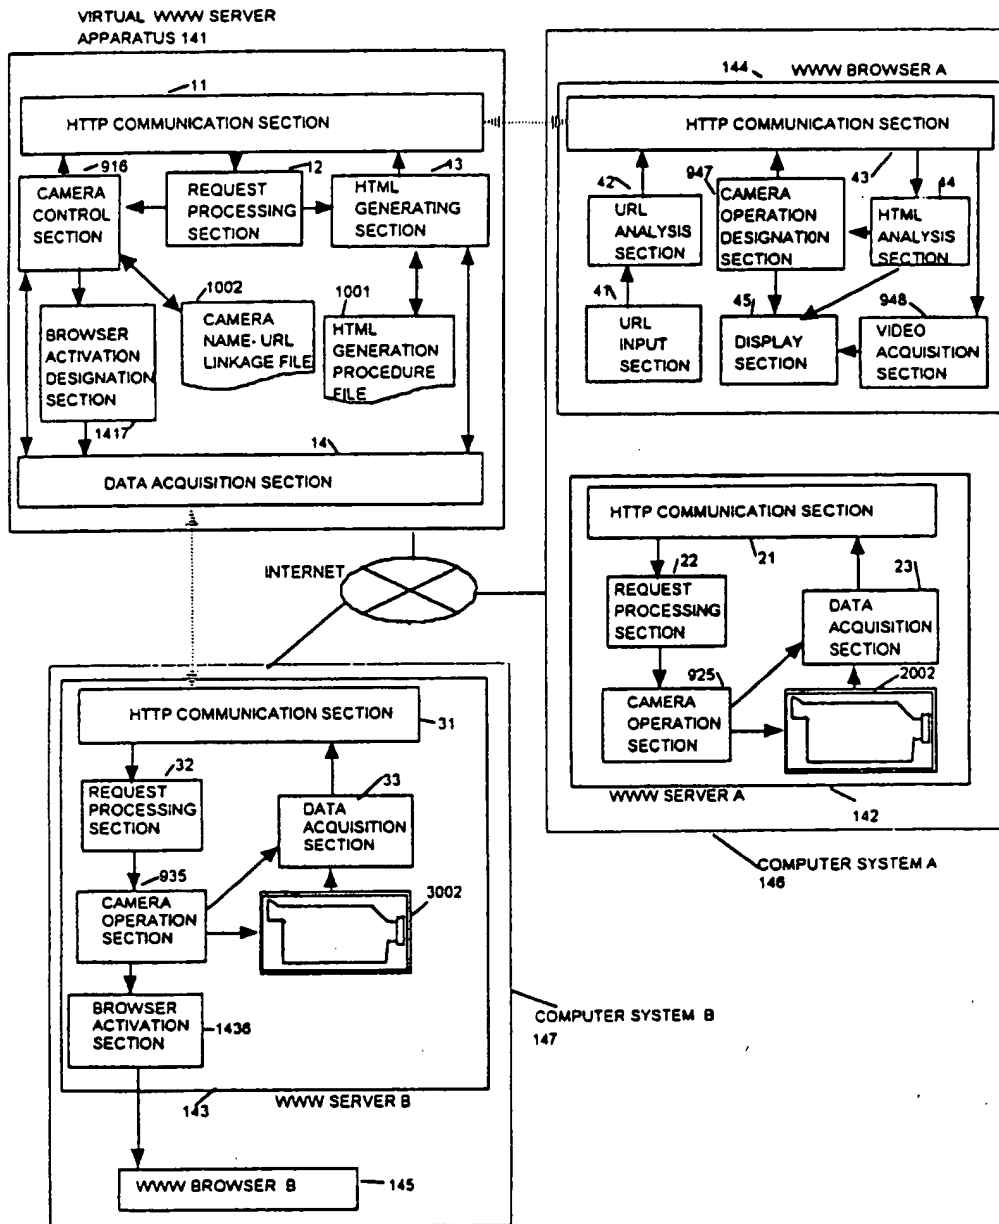 VIRTUAL WWW SERVER
APPARATUS 141
11
HTTP COMMUNICATION SECTION
916
CAMERA
CONTROL
SECTION
12
REQUEST
PROCESSING
SECTION
13
HTML
GENERATING
SECTION
BROWSER
ACTIVATION
DESIGNATION
SECTION
1417
1002
CAMERA
NAME-URL
LINKAGE FILE
1001
HTML
GENERATION
PROCEDURE
FILE
14
DATA ACQUISITION SECTION
144
WWW BROWSER A
HTTP COMMUNICATION SECTION
43
42
URL
ANALYSIS
SECTION
947
CAMERA
OPERATION
DESIGNATION
SECTION
44
HTML
ANALYSIS
SECTION
41
URL
INPUT
SECTION
45
DISPLAY
SECTION
948
VIDEO
ACQUISITION
SECTION
HTTP COMMUNICATION SECTION
21
22
REQUEST
PROCESSING
SECTION
23
DATA
ACQUISITION
SECTION
925
CAMERA
OPERATION
SECTION
2002
WWW SERVER A
142
COMPUTER SYSTEM A
146
INTERNET
HTTP COMMUNICATION SECTION
31
32
REQUEST
PROCESSING
SECTION
33
DATA
ACQUISITION
SECTION
935
CAMERA
OPERATION
SECTION
3002
BROWSER
ACTIVATION
SECTION
1436
143
WWW SERVER B
COMPUTER SYSTEM B
147
WWW BROWSER B
145